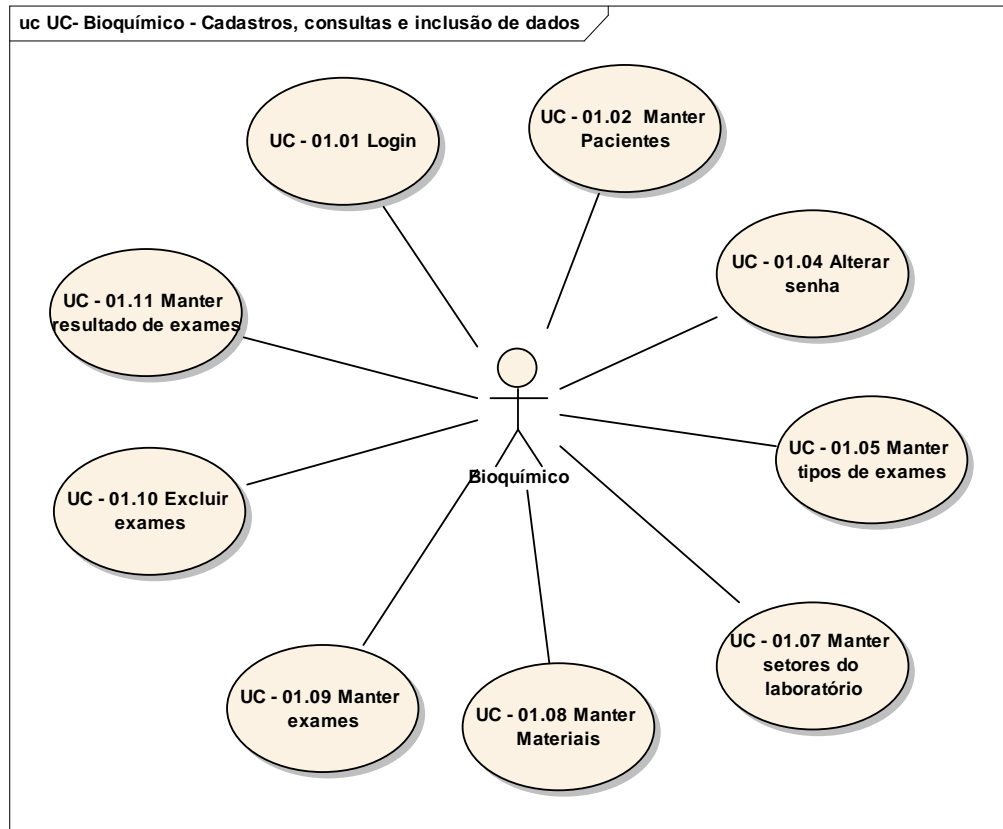 uc UC- Bioquímico - Cadastros, consultas e inclusão de dados
UC - 01.01 Login
UC - 01.02 Manter
Pacientes
UC - 01.04 Alterar
senha
UC - 01.11 Manter
resultado de exames
Bioquímico
UC - 01.05 Manter
tipos de exames
UC - 01.10 Excluir
exames
UC - 01.07 Manter
setores do
laboratório
UC - 01.09 Manter
exames
UC - 01.08 Manter
Materiais